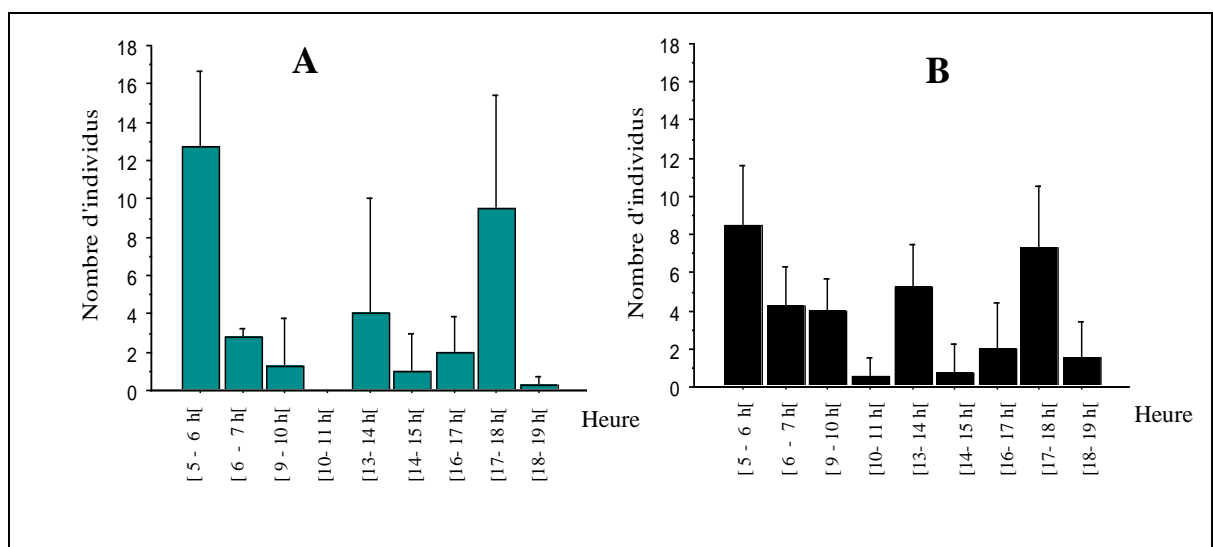 A
Nombre d'individus
18
16
14
12
10
8
6
4
2
0
[ 5 - 6 h[
[ 6 - 7 h[
[ 9 - 10 h[
[10- 11 h[
[13- 14 h[
[14- 15 h[
[16- 17 h[
[17- 18 h[
[18- 19 h[
Heure
B
Nombre d'individus
18
16
14
12
10
8
6
4
2
0
[ 5 - 6 h[
[ 6 - 7 h[
[ 9 - 10 h[
[10- 11 h[
[13- 14 h[
[14- 15 h[
[16- 17 h[
[17- 18 h[
[18- 19 h[
Heure